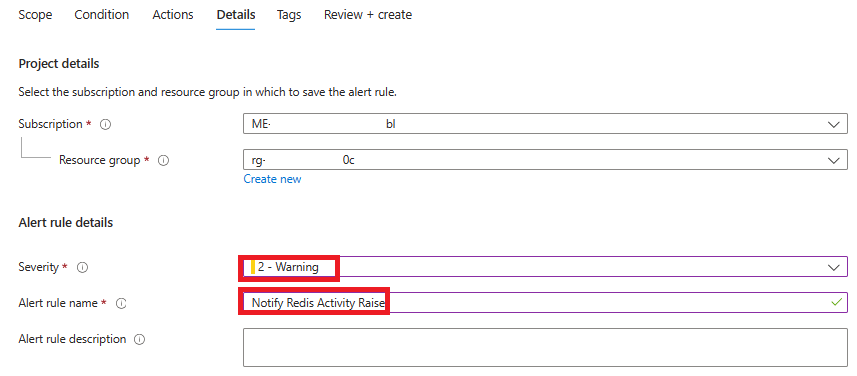 Scope Condition Actions Details Tags Review + create
Project details
Select the subscription and resource group in which to save the alert rule.
Subscription * ME- bl
Resource group * rg- 0c
Create new
Alert rule details
Severity * 2 - Warning
Alert rule name * Notify Redis Activity Raise
Alert rule description